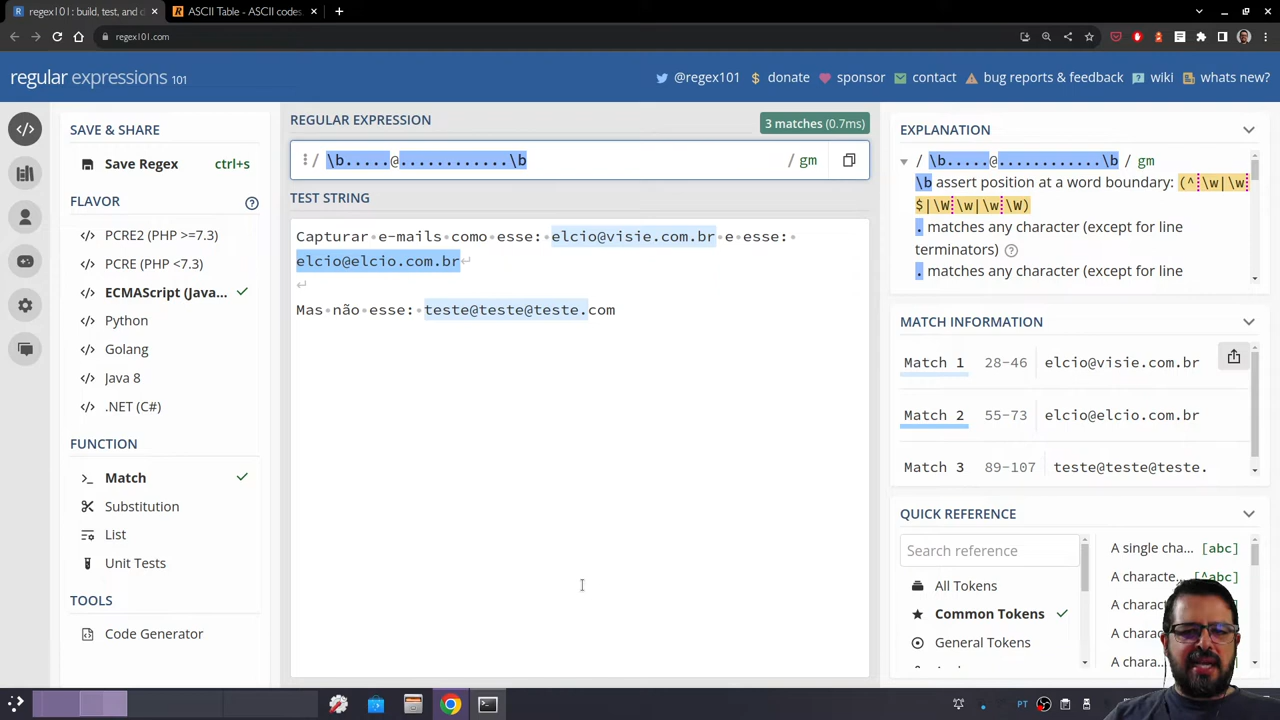 regex101: build, test, and d
ASCII Table - ASCII codes,
regex101.com
regular expressions 101
@regex101
$ donate
sponsor
contact
bug reports & feedback
wiki
whats new?
SAVE & SHARE
Save Regex ctrl+s
FLAVOR
</> PCRE2 (PHP >=7.3)
</> PCRE (PHP <7.3)
</> ECMAScript (Java...
</> Python
</> Golang
</> Java 8
</> .NET (C#)
FUNCTION
>_ Match
Substitution
List
Unit Tests
TOOLS
Code Generator
REGULAR EXPRESSION
3 matches (0.7ms)
/ \b.....@............\b / gm
TEST STRING
Capturar·e-mails·como·esse:·elcio@visie.com.br·e·esse:·
elcio@elcio.com.br↵
↵
Mas·não·esse:·teste@teste@teste.com
EXPLANATION
/ \b.....@............\b / gm
\b assert position at a word boundary: (^\w|\w
$|\W\w|\w\W)
. matches any character (except for line
terminators)
. matches any character (except for line
MATCH INFORMATION
Match 1 28-46 elcio@visie.com.br
Match 2 55-73 elcio@elcio.com.br
Match 3 89-107 teste@teste@teste.
QUICK REFERENCE
Search reference
All Tokens
Common Tokens
General Tokens
A single cha... [abc]
A characte... [^abc]
A chara
A chara
A chara
PT